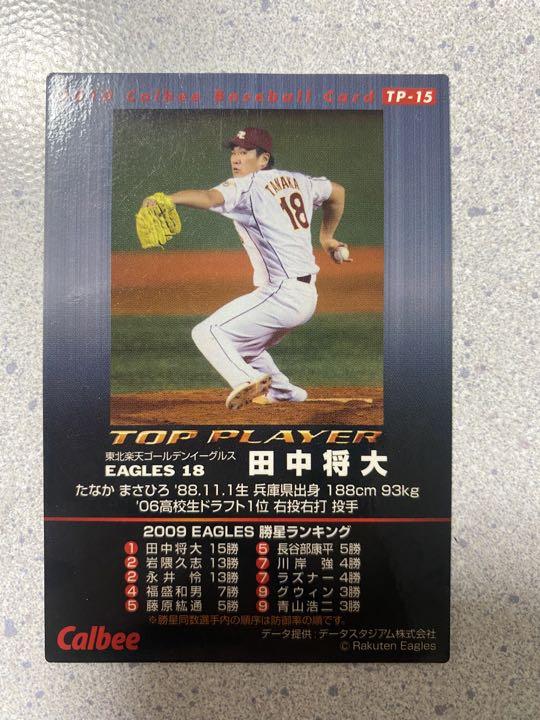 2010 Calbee Baseball Card TP-15
TANAKA
18
TOP PLAYER
東北楽天ゴールデンイーグルス
EAGLES 18 田中将大
たなか まさひろ '88.11.1生 兵庫県出身 188cm 93kg
'06高校生ドラフト1位 右投右打 投手
2009 EAGLES 勝星ランキング
1 田中将大 15勝 5 長谷部康平 5勝
2 岩隈久志 13勝 7 川岸 強 4勝
2 永井 怜 13勝 7 ラズナー 4勝
4 福盛和男 7勝 9 グウィン 3勝
5 藤原紘通 5勝 9 青山浩二 3勝
※勝星同数選手内の順序は防御率の順です。
データ提供:データスタジアム株式会社
Calbee
© Rakuten Eagles